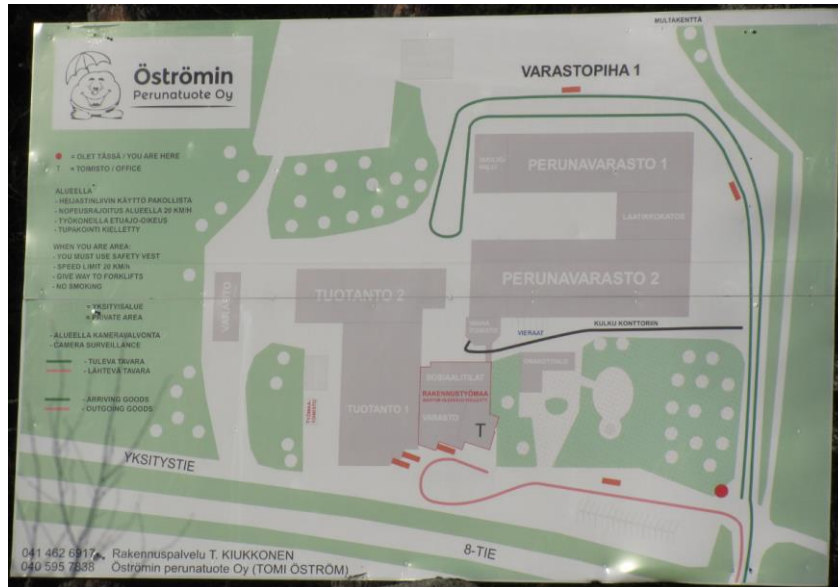 MULTAKENTTÄ
Öströmin
Perunatuote Oy
VARASTOPIHA 1
= OLET TÄSSÄ / YOU ARE HERE
T = TOIMISTO / OFFICE
ALUEELLA
- HEIJASTINLIIVIN KÄYTTÖ PAKOLLISTA
- NOPEUSRAJOITUS ALUEELLA 20 KM/H
- TYÖKONEILLA ETUAJO-OIKEUS
- TUPAKOINTI KIELLETTY
WHEN YOU ARE AREA:
- YOU MUST USE SAFETY VEST
- SPEED LIMIT 20 KM/H
- GIVE WAY TO FORKLIFTS
- NO SMOKING
= YKSITYISALUE
= PRIVATE AREA
- ALUEELLA KAMERAVALVONTA
- CAMERA SURVEILLANCE
- TULEVA TAVARA
- LÄHTEVÄ TAVARA
- ARRIVING GOODS
- OUTGOING GOODS
PERUNAVARASTO 1
LAATIKKOKATOS
PERUNAVARASTO 2
VARASTO
TUOTANTO 2
KULKU KONTTORIIN
VIERAAT
SOSIAALITILAT
RAKENNUSTYÖMAA
TUOTANTO 1
VARASTO
T
TYÖMAA
TOIMISTO
YKSITYISTIE
8-TIE
041 462 6917 Rakennuspalvelu T. KIUKKONEN
040 595 7838 Öströmin perunatuote Oy (TOMI ÖSTRÖM)